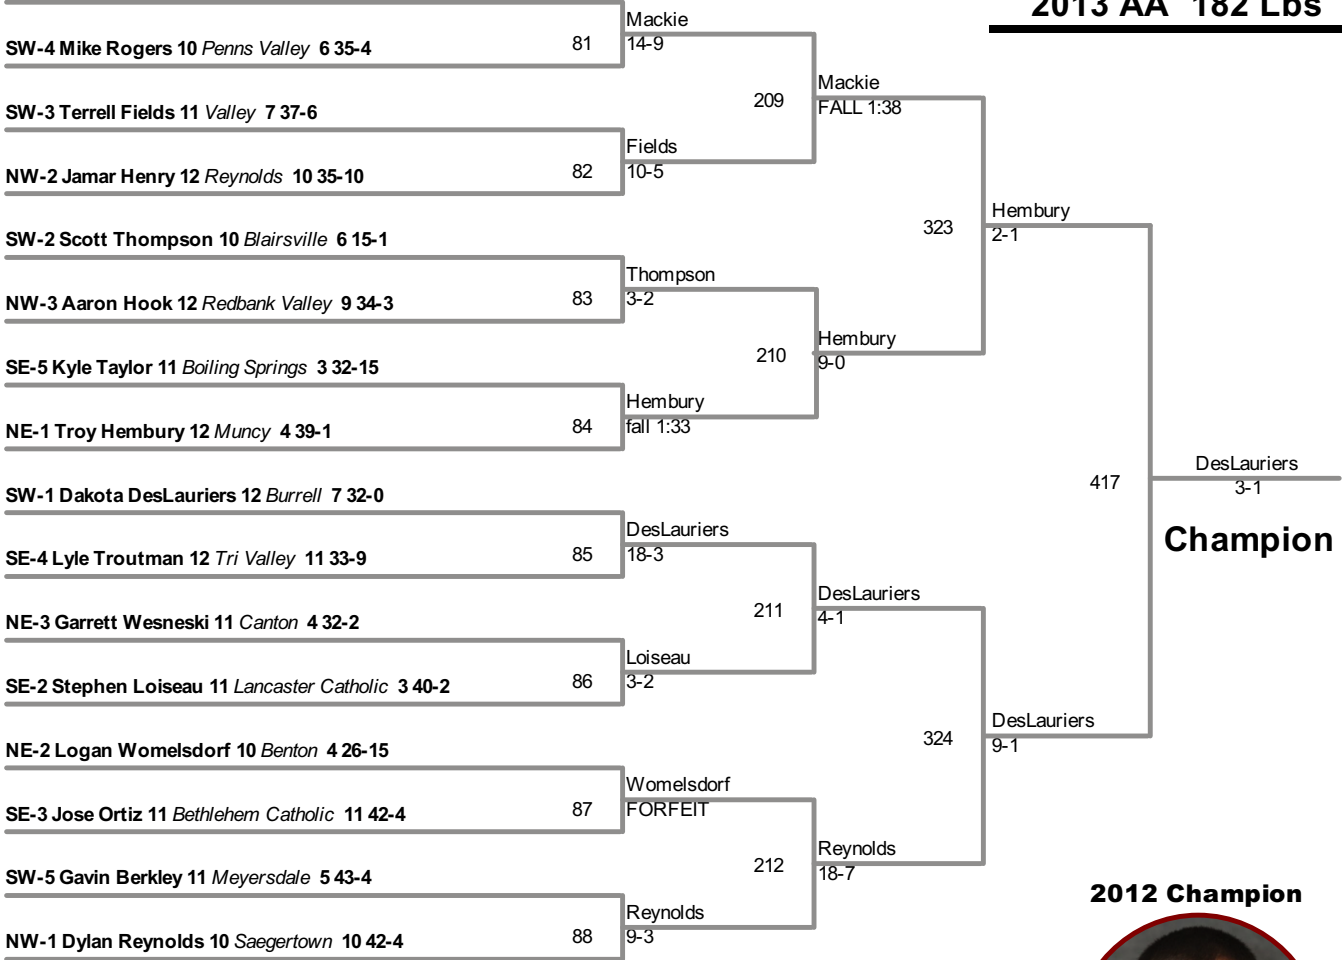 2013 AA 182 Lbs
Mackie
SW-4 Mike Rogers 10 Penns Valley 6 35-4
81
14-9
Mackie
209
FALL 1:38
SW-3 Terrell Fields 11 Valley 7 37-6
Fields
NW-2 Jamar Henry 12 Reynolds 10 35-10
82
10-5
Hembury
323
2-1
SW-2 Scott Thompson 10 Blairsville 6 15-1
Thompson
NW-3 Aaron Hook 12 Redbank Valley 9 34-3
83
3-2
Hembury
210
9-0
SE-5 Kyle Taylor 11 Boiling Springs 3 32-15
Hembury
NE-1 Troy Hembury 12 Muncy 4 39-1
84
fall 1:33
DesLauriers
417
3-1
Champion
SW-1 Dakota DesLauriers 12 Burrell 7 32-0
DesLauriers
SE-4 Lyle Troutman 12 Tri Valley 11 33-9
85
18-3
DesLauriers
211
4-1
NE-3 Garrett Wesneski 11 Canton 4 32-2
Loiseau
SE-2 Stephen Loiseau 11 Lancaster Catholic 3 40-2
86
3-2
DesLauriers
324
9-1
NE-2 Logan Womelsdorf 10 Benton 4 26-15
Womelsdorf
SE-3 Jose Ortiz 11 Bethlehem Catholic 11 42-4
87
FORFEIT
Reynolds
212
18-7
SW-5 Gavin Berkley 11 Meyersdale 5 43-4
Reynolds
NW-1 Dylan Reynolds 10 Saegertown 10 42-4
88
9-3
2012 Champion